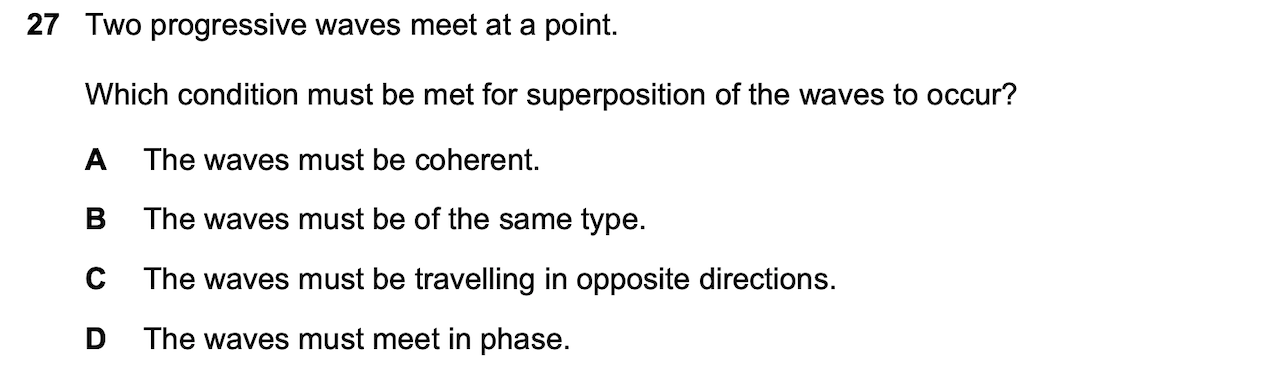 27 Two progressive waves meet at a point.
Which condition must be met for superposition of the waves to occur?
A The waves must be coherent.
B The waves must be of the same type.
C The waves must be travelling in opposite directions.
D The waves must meet in phase.